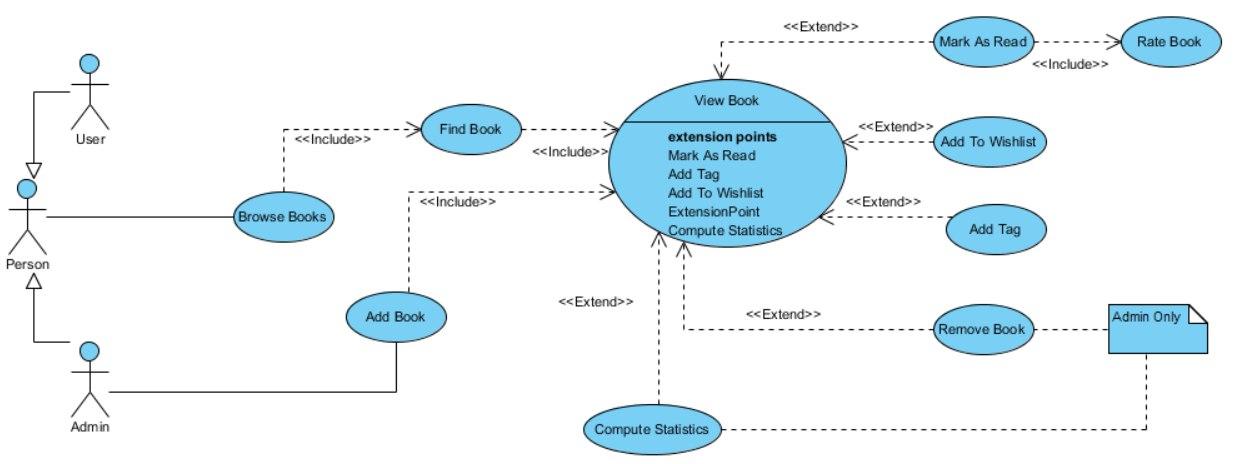 <<Extend>>
Mark As Read
Rate Book
<<Include>>
View Book
User
Find Book
<<Include>>
<<Include>>
extension points
Mark As Read
Add Tag
Add To Wishlist
ExtensionPoint
Compute Statistics
<<Extend>>
Add To Wishlist
<<Extend>>
Add Tag
Browse Books
<<Include>>
Person
Add Book
<<Extend>>
<<Extend>>
Remove Book
Admin Only
Admin
Compute Statistics